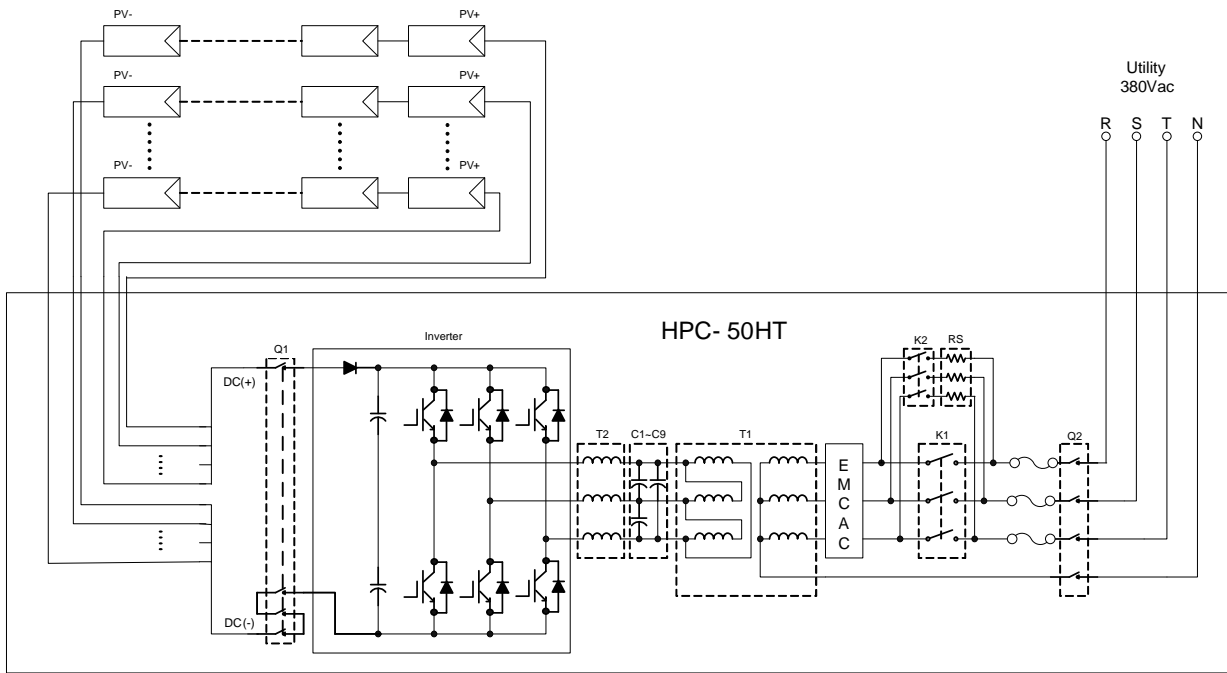 PV-
PV+
PV-
PV+
PV-
PV+
Utility
380Vac
R S T N
HPC- 50HT
Inverter
Q1
DC(+)
K2
RS
T2
C1~C9
T1
K1
Q2
E
M
C
A
C
DC(-)